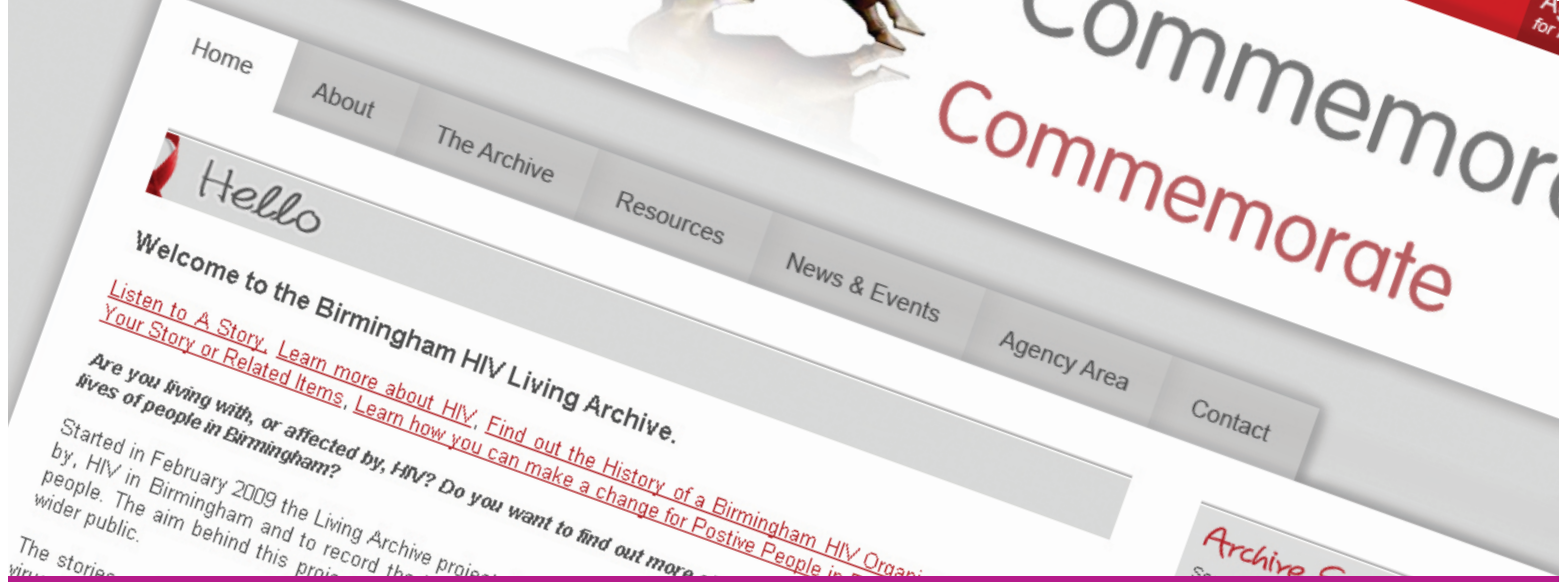 Commemor
Commemorate
Home
About
The Archive
Resources
News & Events
Agency Area
Contact
Hello
Welcome to the Birmingham HIV Living Archive.
Listen to A Story, Learn more about HIV, Find out the History of a Birmingham HIV Organi
Your Story or Related Items, Learn how you can make a change for Postive People in
Are you living with, or affected by, HIV? Do you want to find out more
lives of people in Birmingham?
Started in February 2009 the Living Archive project
by, HIV in Birmingham and to record the
people. The aim behind this proje
wider public.
The stories
Archive